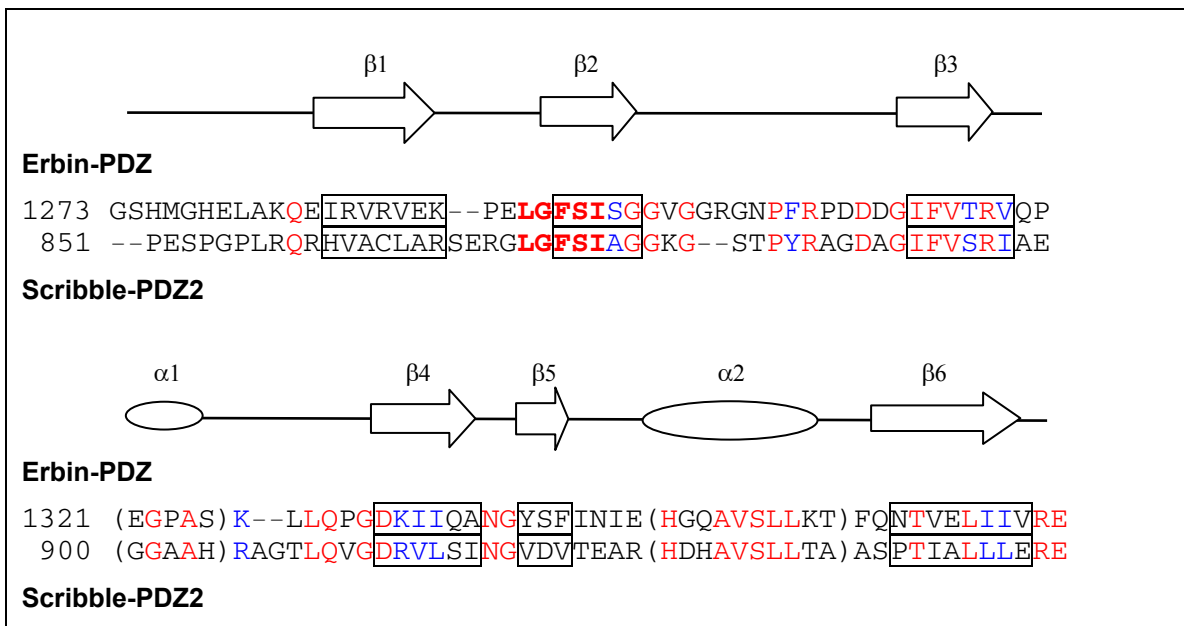 β1 β2 β3
Erbin-PDZ
1273 GSHMGHELAKQEIRVRVEK--PELGFSISGGVGGRGNPFRPDDDGIFVTRVQP
851 --PESPGPLRQRHVACLARSERGLGFSIAGGKG--STPYRAGDAGIFVSRIAE
Scribble-PDZ2
α1 β4 β5 α2 β6
Erbin-PDZ
1321 (EGPAS)K--LLQPGDKIIQANGYSFINIE(HGQAVSLLKT)FQNTVELIIVRE
900 (GGAAH)RAGTLQVGDRVLSINGVDVTEAR(HDHAVSLLTA)ASPTIALLLERE
Scribble-PDZ2